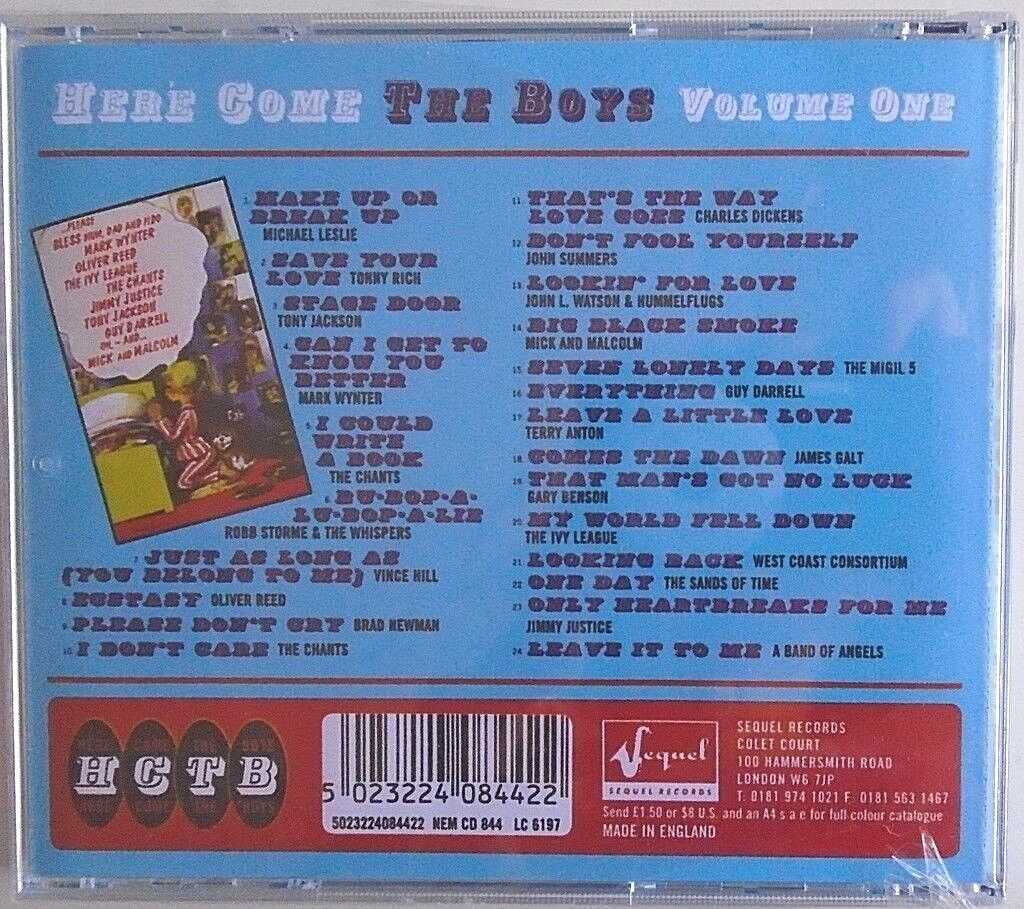 HERE COME THE BOYS VOLUME ONE
...PLEASE
BLESS MUM, DAD AND FIDO
MARK WYNTER
OLIVER REED
THE IVY LEAGUE
THE CHANTS
JIMMY JUSTICE
TONY JACKSON
GUY DARRELL
OH, - AND...
MICK AND MALCOLM
1. MAKE UP OR
BREAK UP
MICHAEL LESLIE
2. SAVE YOUR
LOVE TONNY RICH
3. STAGE DOOR
TONY JACKSON
4. CAN I GET TO
KNOW YOU
BETTER
MARK WYNTER
5. I COULD
WRITE
A BOOK
THE CHANTS
6. BU-BOP-A-
LU-BOP-A-LIE
ROBB STORME & THE WHISPERS
7. JUST AS LONG AS
(YOU BELONG TO ME) VINCE HILL
8. ECSTASY OLIVER REED
9. PLEASE DON'T CRY BRAD NEWMAN
10. I DON'T CARE THE CHANTS
11. THAT'S THE WAY
LOVE GOES CHARLES DICKENS
12. DON'T FOOL YOURSELF
JOHN SUMMERS
13. LOOKIN' FOR LOVE
JOHN L. WATSON & HUMMELFLUGS
14. BIG BLACK SMOKE
MICK AND MALCOLM
15. SEVEN LONELY DAYS THE MIGIL 5
16. EVERYTHING GUY DARRELL
17. LEAVE A LITTLE LOVE
TERRY ANTON
18. COMES THE DAWN JAMES GALT
19. THAT MAN'S GOT NO LUCK
GARY BENSON
20. MY WORLD FELL DOWN
THE IVY LEAGUE
21. LOOKING BACK WEST COAST CONSORTIUM
22. ONE DAY THE SANDS OF TIME
23. ONLY HEARTBREAKS FOR ME
JIMMY JUSTICE
24. LEAVE IT TO ME A BAND OF ANGELS
H C T B
5 023224 084422
5023224084422 NEM CD 844 LC 6197
Sequel
SEQUEL RECORDS
SEQUEL RECORDS
COLET COURT
100 HAMMERSMITH ROAD
LONDON W6 7JP
T. 0181 974 1021 F 0181 563 1467
Send £1.50 or $8 U.S. and an A4 s a e for full colour catalogue
MADE IN ENGLAND